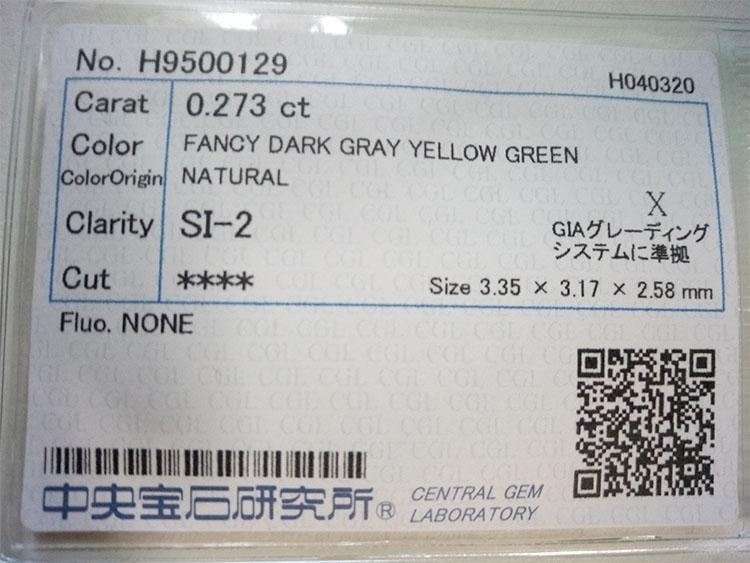 No. H9500129
H040320
Carat 0.273 ct
Color FANCY DARK GRAY YELLOW GREEN
ColorOrigin NATURAL
Clarity SI-2
X
GIAグレーディング
システムに準拠
Cut ****
Size 3.35 × 3.17 × 2.58 mm
Fluo. NONE
中央宝石研究所®
CENTRAL GEM
LABORATORY